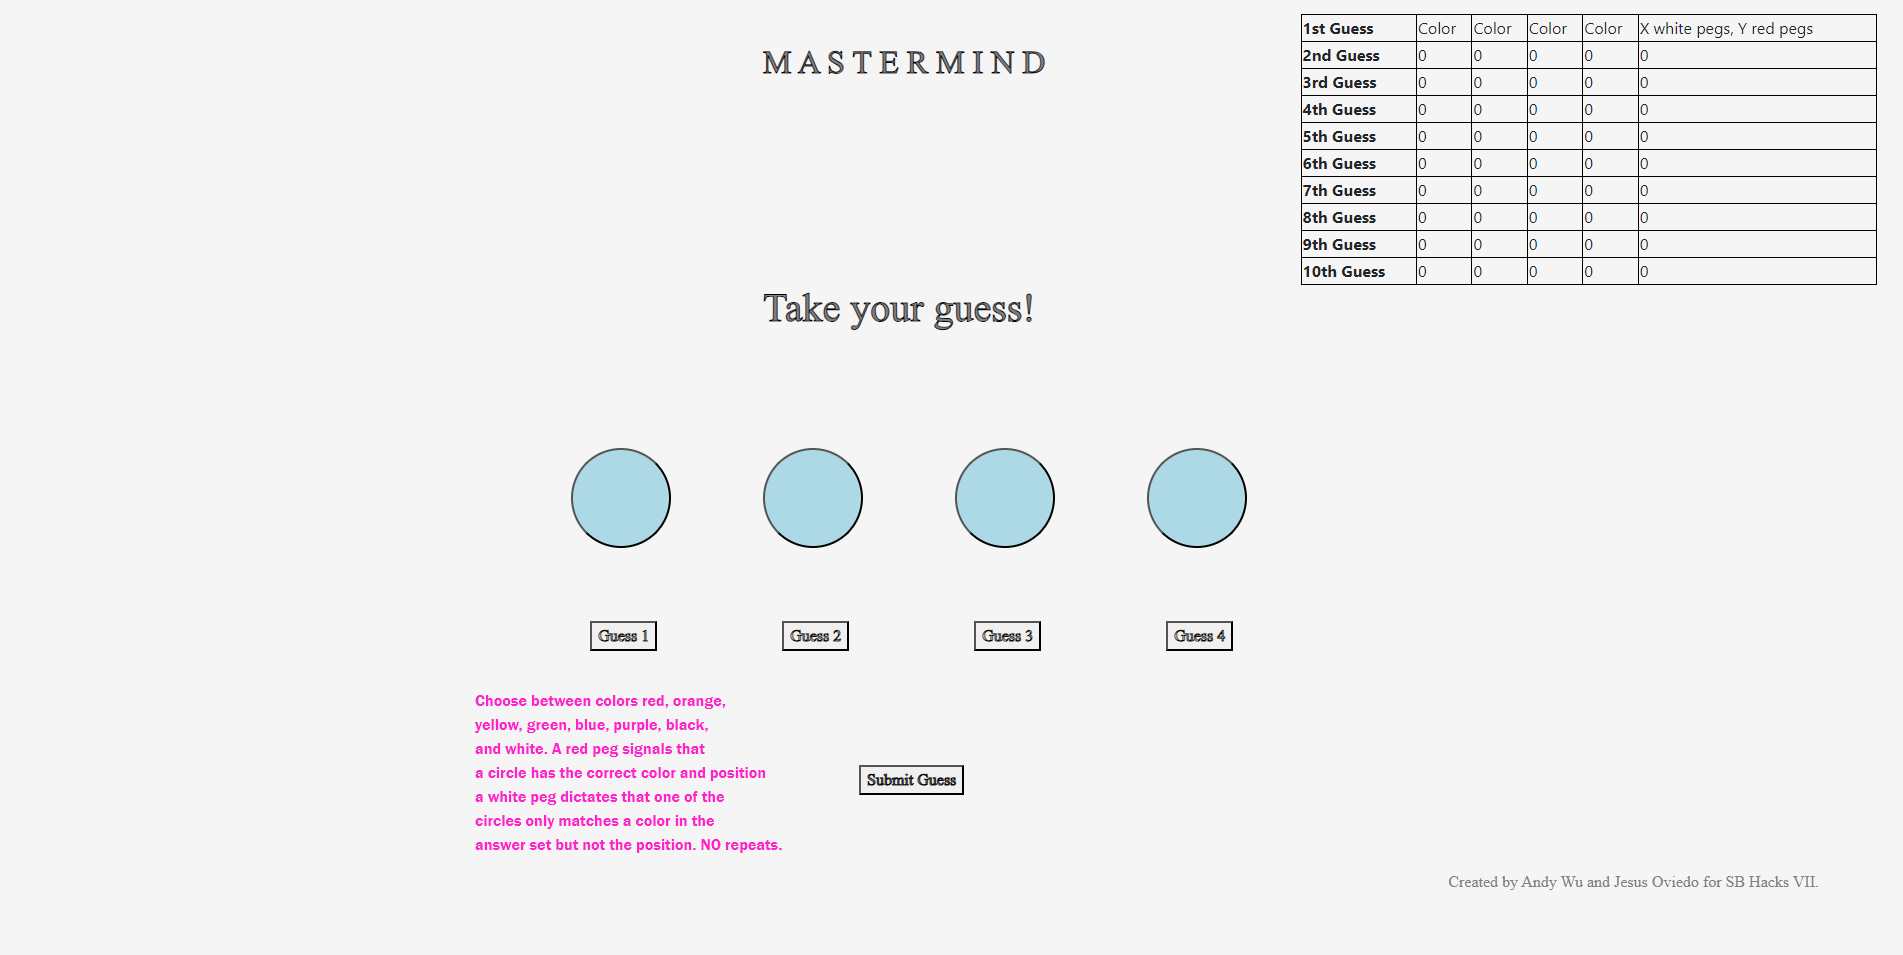 MASTERMIND
1st Guess Color Color Color Color X white pegs, Y red pegs
2nd Guess 0 0 0 0 0
3rd Guess 0 0 0 0 0
4th Guess 0 0 0 0 0
5th Guess 0 0 0 0 0
6th Guess 0 0 0 0 0
7th Guess 0 0 0 0 0
8th Guess 0 0 0 0 0
9th Guess 0 0 0 0 0
10th Guess 0 0 0 0 0
Take your guess!
Guess 1 Guess 2 Guess 3 Guess 4
Choose between colors red, orange,
yellow, green, blue, purple, black,
and white. A red peg signals that
a circle has the correct color and position
a white peg dictates that one of the
circles only matches a color in the
answer set but not the position. NO repeats.
Submit Guess
Created by Andy Wu and Jesus Oviedo for SB Hacks VII.